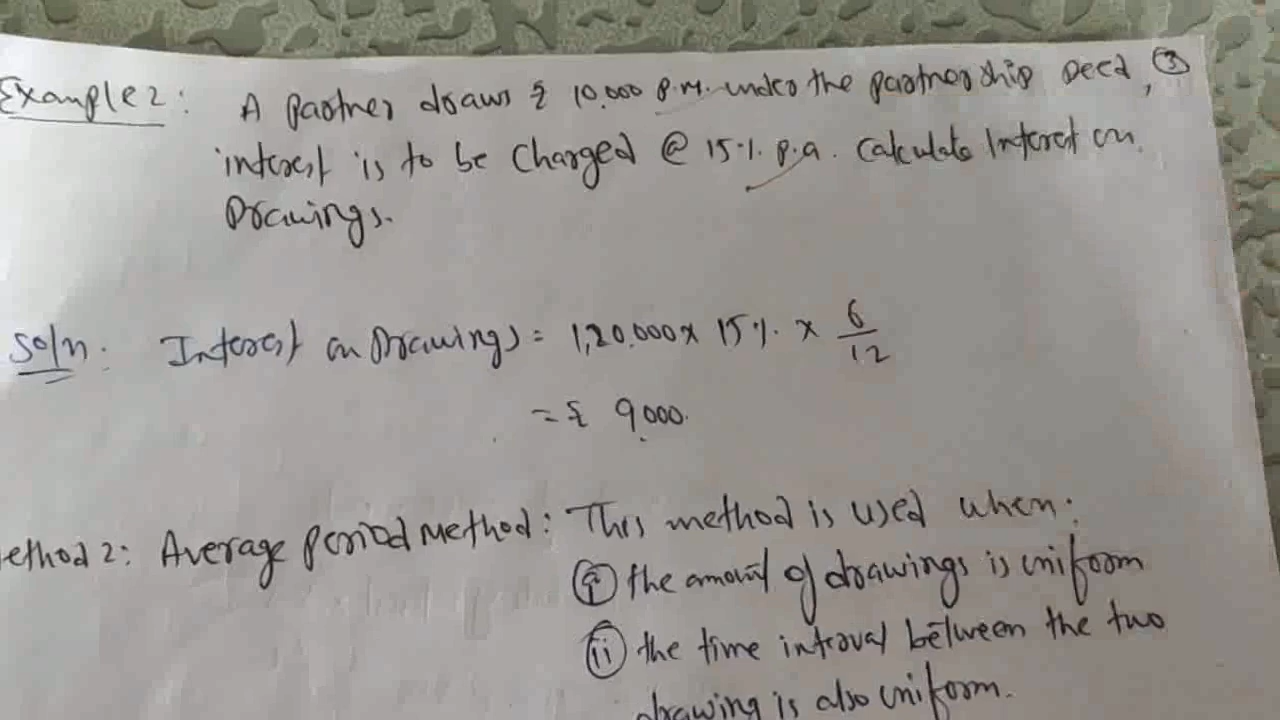 Example 2: A partner draws ₹ 10,000 P.M. under the partnership Deed, ③
interest is to be charged @ 15% p.a. Calculate Interest on
Drawings.
Soln: Interest on Drawings = 1,20,000 x 15% x 6/12
= ₹ 9,000.
ethod 2: Average Period Method: This method is used when:
(i) the amount of drawings is uniform
(ii) the time interval between the two
drawing is also uniform.